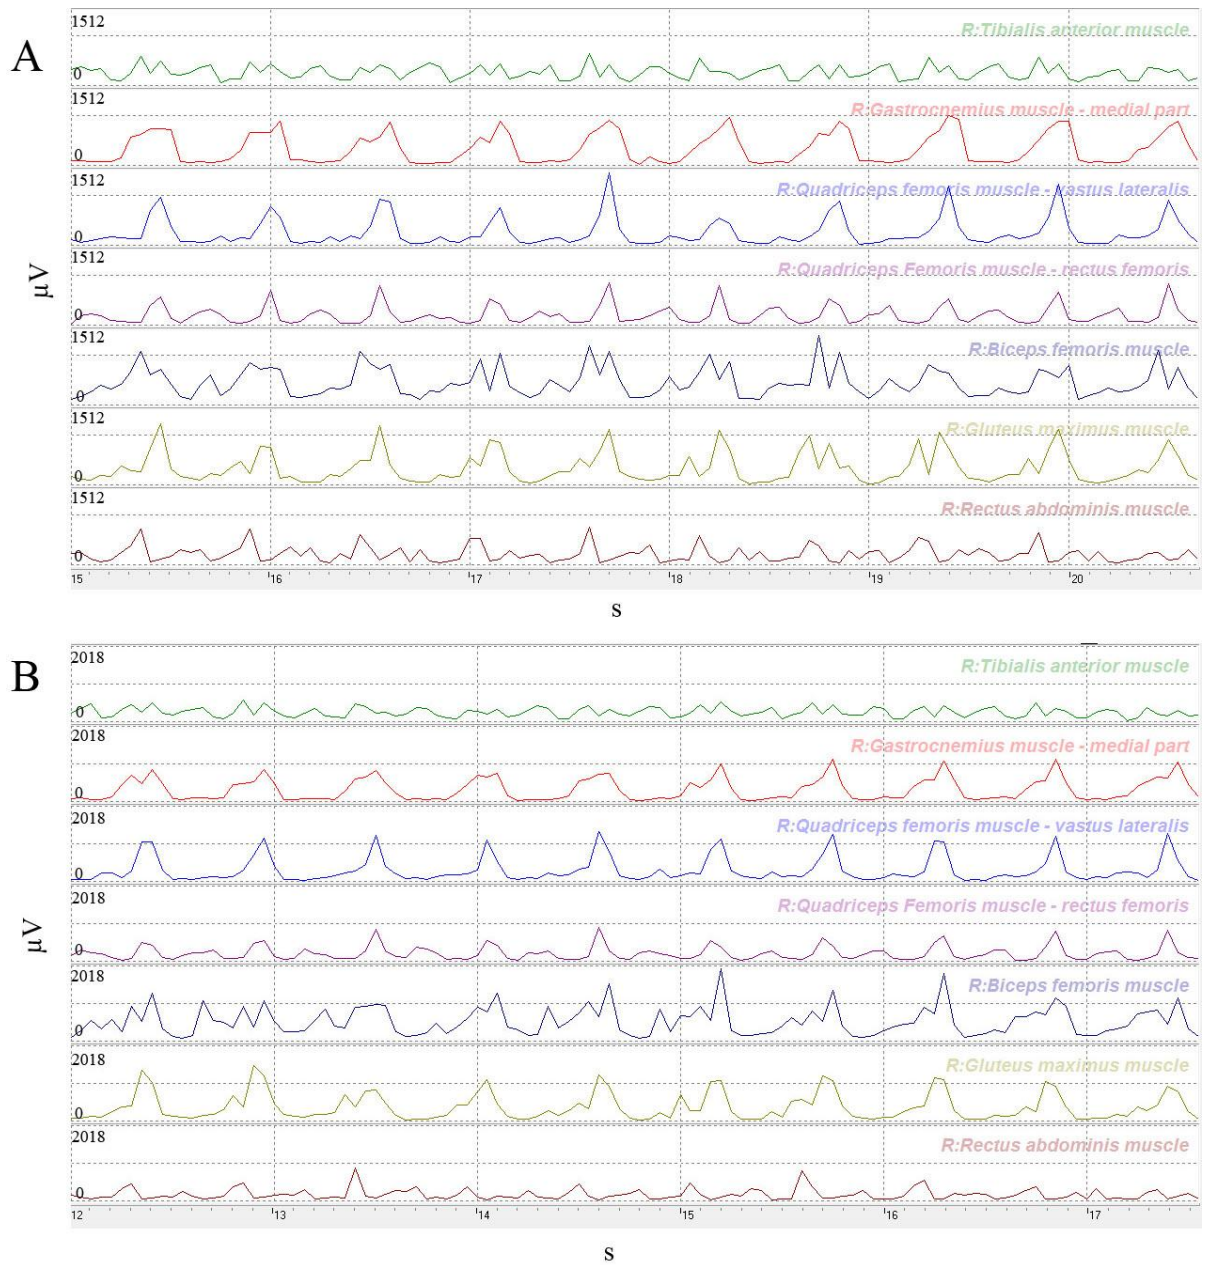 A
1512
R:Tibialis anterior muscle
0
1512
R:Gastrocnemius muscle - medial part
0
1512
R:Quadriceps femoris muscle - vastus lateralis
0
1512
R:Quadriceps Femoris muscle - rectus femoris
0
1512
R:Biceps femoris muscle
0
1512
R:Gluteus maximus muscle
0
1512
R:Rectus abdominis muscle
0
µV
15 16 17 18 19 20
s
B
2018
R:Tibialis anterior muscle
0
2018
R:Gastrocnemius muscle - medial part
0
2018
R:Quadriceps femoris muscle - vastus lateralis
0
2018
R:Quadriceps Femoris muscle - rectus femoris
0
2018
R:Biceps femoris muscle
0
2018
R:Gluteus maximus muscle
0
2018
R:Rectus abdominis muscle
0
µV
12 13 14 15 16 17
s